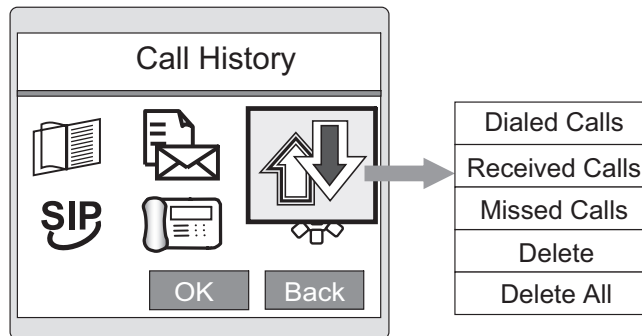 Call History
SIP
OK
Back
Dialed Calls
Received Calls
Missed Calls
Delete
Delete All